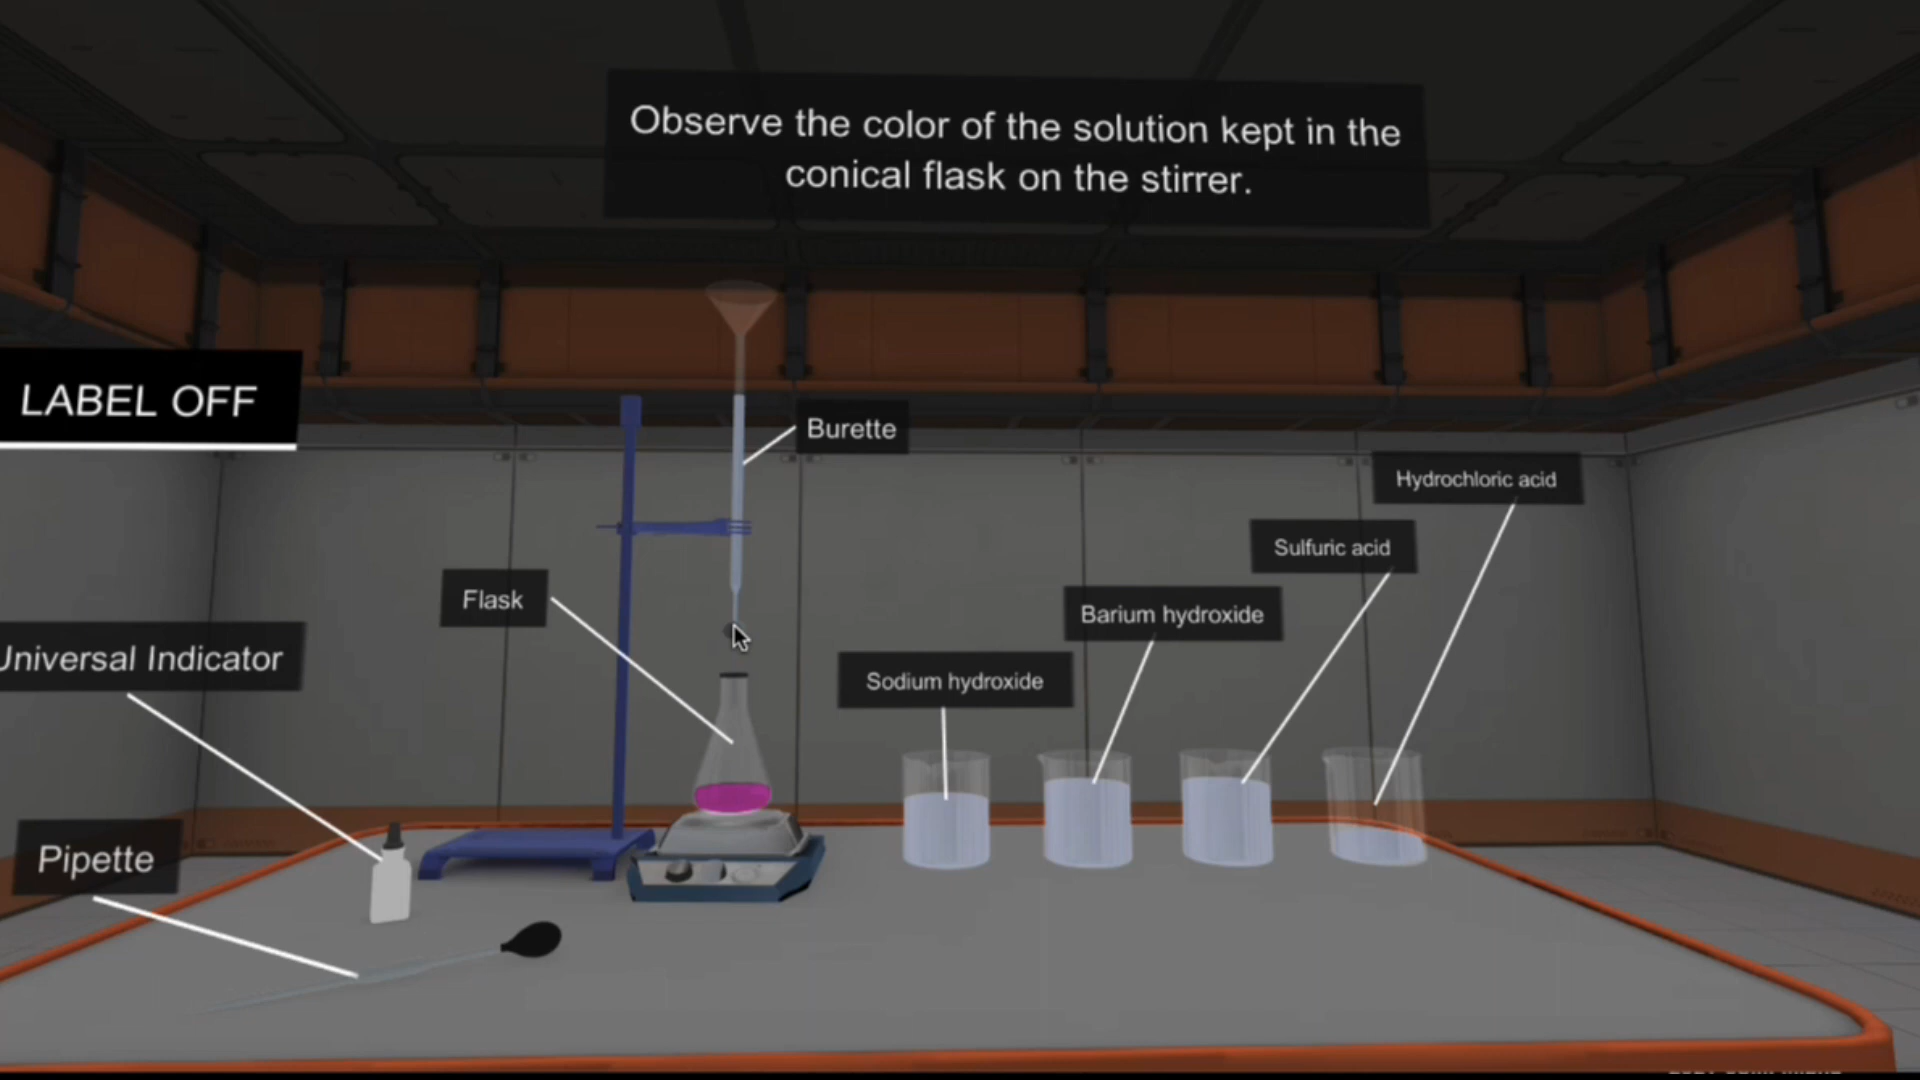 Observe the color of the solution kept in the
conical flask on the stirrer.
LABEL OFF
Burette
Hydrochloric acid
Sulfuric acid
Flask
Barium hydroxide
Universal Indicator
Sodium hydroxide
Pipette